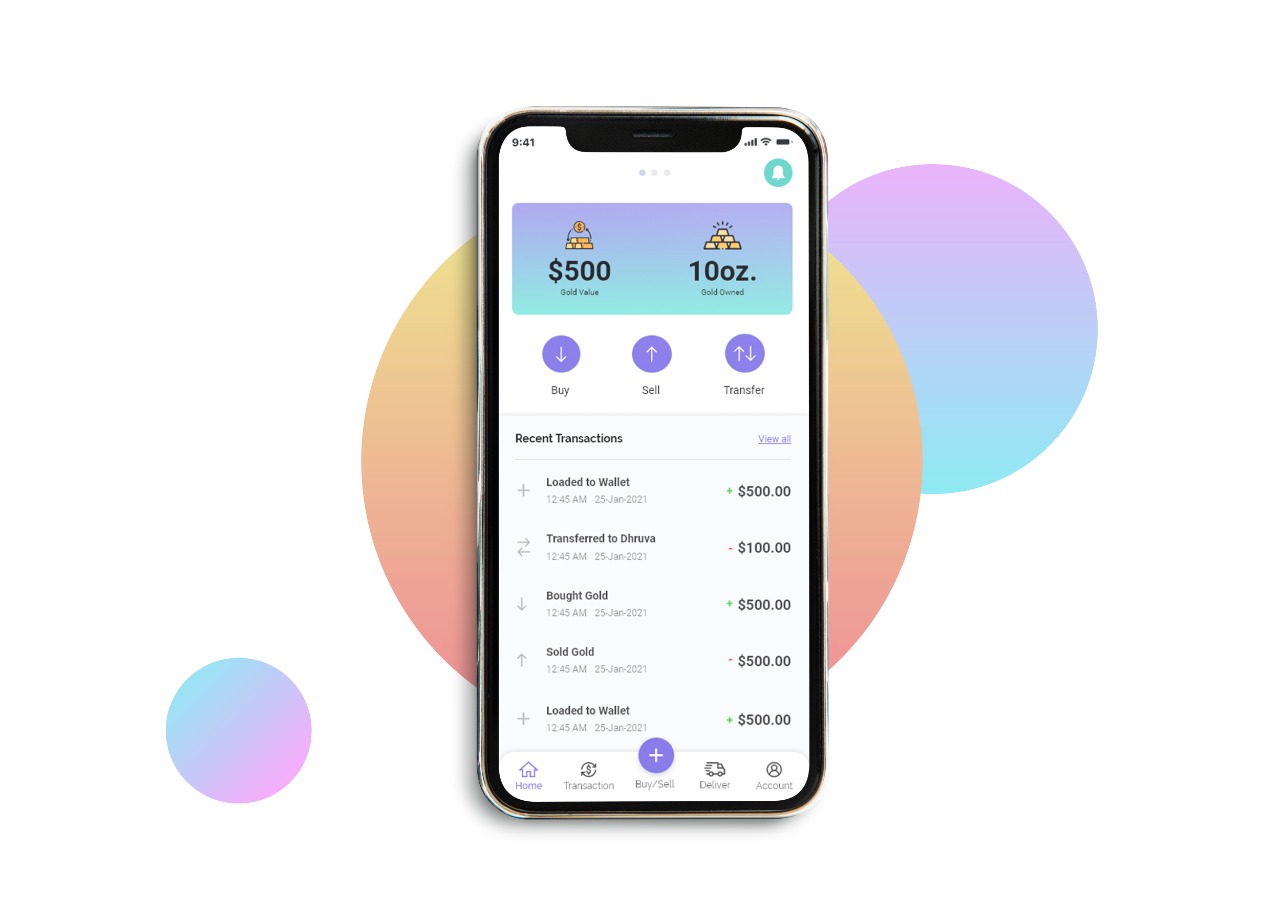 9:41
$500 10oz.
Gold Value Gold Owned
Buy Sell Transfer
Recent Transactions View all
Loaded to Wallet
12:45 AM 25-Jan-2021
+ $500.00
Transferred to Dhruva
12:45 AM 25-Jan-2021
- $100.00
Bought Gold
12:45 AM 25-Jan-2021
+ $500.00
Sold Gold
12:45 AM 25-Jan-2021
- $500.00
Loaded to Wallet
12:45 AM 25-Jan-2021
+ $500.00
Home Transaction Buy/Sell Deliver Account